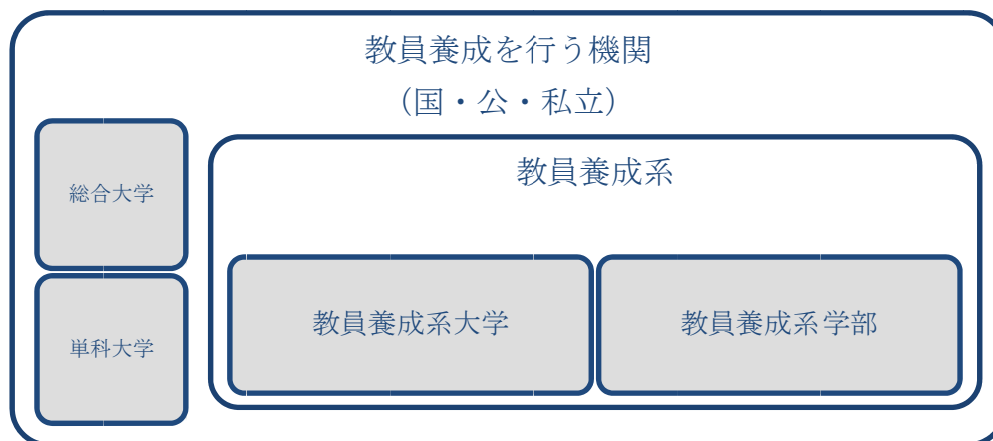 教員養成を行う機関
（国・公・私立）
総合大学
単科大学
教員養成系
教員養成系大学
教員養成系学部